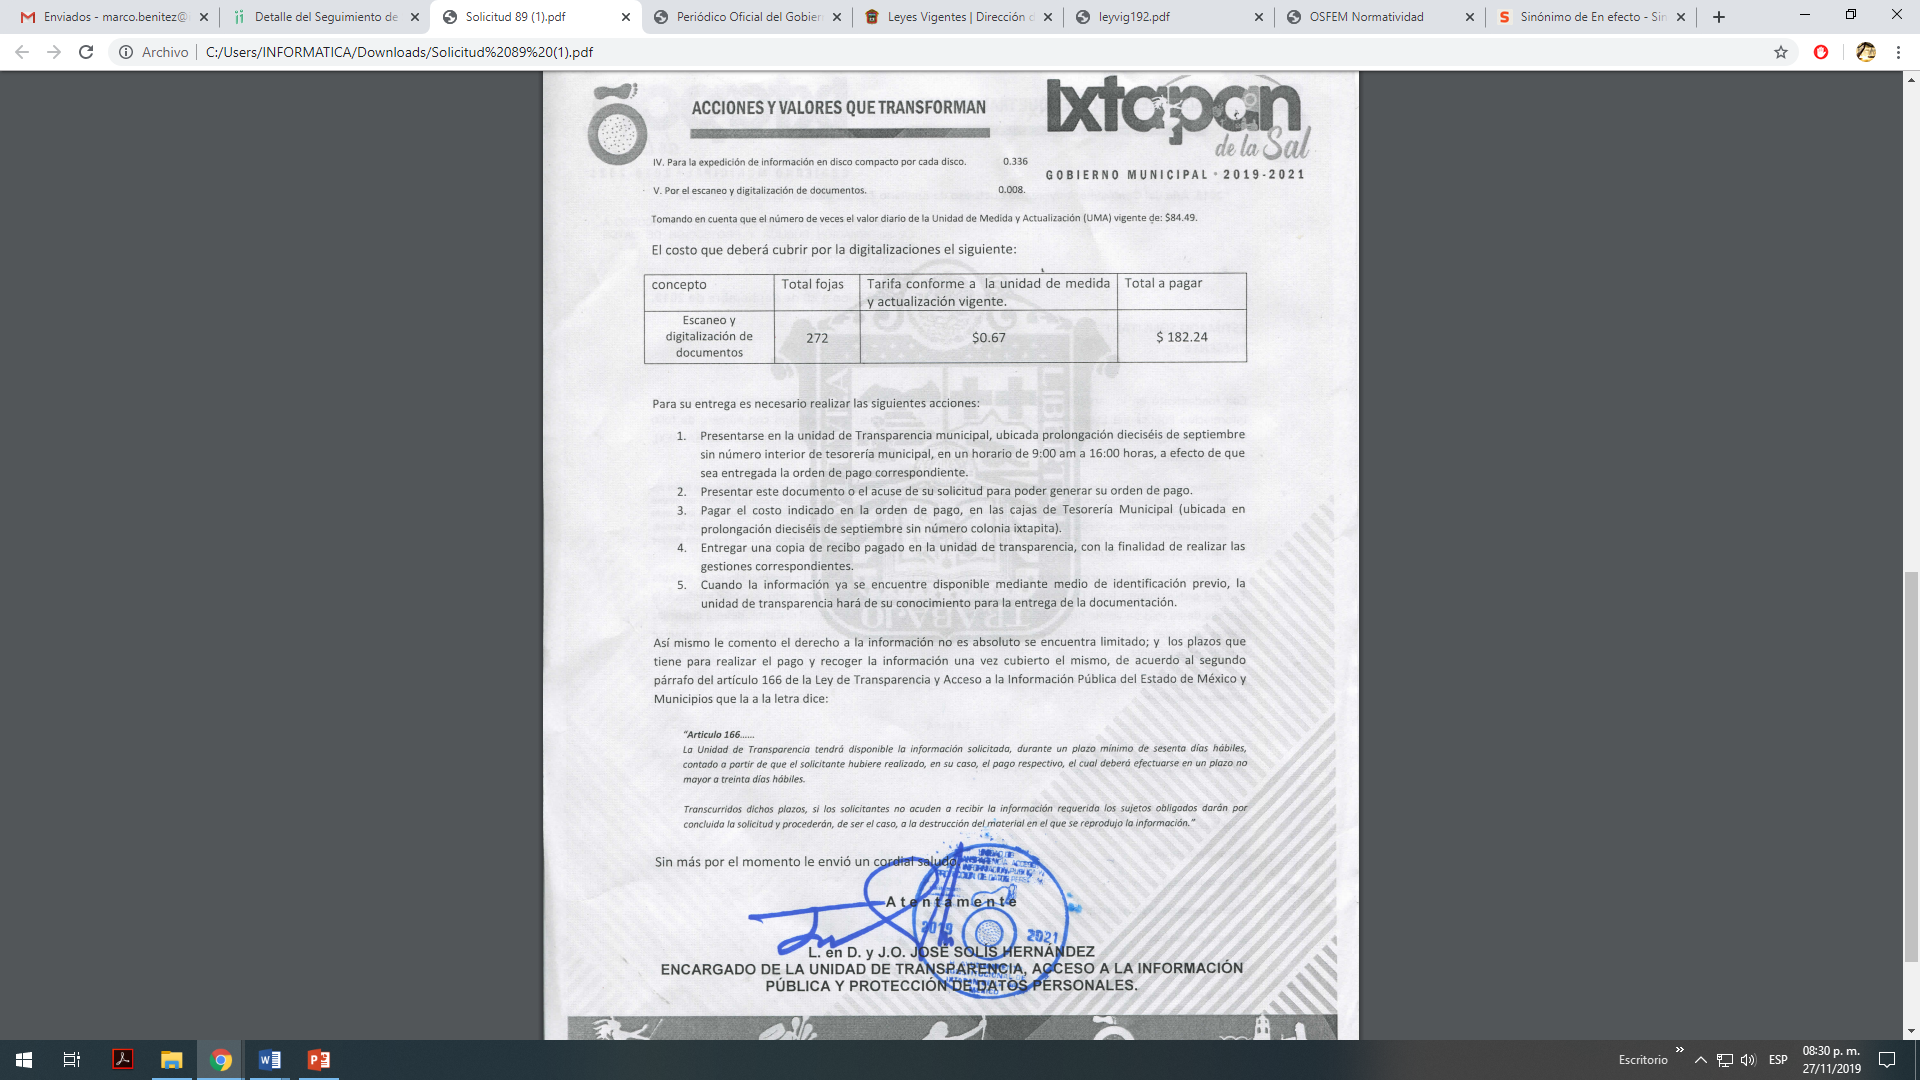 Enviados - marco.benitez@
Detalle del Seguimiento de
Solicitud 89 (1).pdf
Periódico Oficial del Gobier
Leyes Vigentes | Dirección d
leyvig192.pdf
OSFEM Normatividad
Sinónimo de En efecto - Sin
Archivo
C:/Users/INFORMATICA/Downloads/Solicitud%2089%20(1).pdf
ACCIONES Y VALORES QUE TRANSFORMAN
Ixtapan
de la Sal
GOBIERNO MUNICIPAL • 2019-2021
IV. Para la expedición de información en disco compacto por cada disco. 0.336
V. Por el escaneo y digitalización de documentos. 0.008.
Tomando en cuenta que el número de veces el valor diario de la Unidad de Medida y Actualización (UMA) vigente de: $84.49.
El costo que deberá cubrir por la digitalizaciones el siguiente:
concepto Total fojas Tarifa conforme a la unidad de medida Total a pagar
y actualización vigente.
Escaneo y
digitalización de 272 $0.67 $ 182.24
documentos
Para su entrega es necesario realizar las siguientes acciones:
1. Presentarse en la unidad de Transparencia municipal, ubicada prolongación dieciséis de septiembre
sin número interior de tesorería municipal, en un horario de 9:00 am a 16:00 horas, a efecto de que
sea entregada la orden de pago correspondiente.
2. Presentar este documento o el acuse de su solicitud para poder generar su orden de pago.
3. Pagar el costo indicado en la orden de pago, en las cajas de Tesorería Municipal (ubicada en
prolongación dieciséis de septiembre sin número colonia ixtapita).
4. Entregar una copia de recibo pagado en la unidad de transparencia, con la finalidad de realizar las
gestiones correspondientes.
5. Cuando la información ya se encuentre disponible mediante medio de identificación previo, la
unidad de transparencia hará de su conocimiento para la entrega de la documentación.
Así mismo le comento el derecho a la información no es absoluto se encuentra limitado; y los plazos que
tiene para realizar el pago y recoger la información una vez cubierto el mismo, de acuerdo al segundo
párrafo del artículo 166 de la Ley de Transparencia y Acceso a la Información Pública del Estado de México y
Municipios que la a la letra dice:
"Articulo 166......
La Unidad de Transparencia tendrá disponible la información solicitada, durante un plazo mínimo de sesenta días hábiles,
contado a partir de que el solicitante hubiere realizado, en su caso, el pago respectivo, el cual deberá efectuarse en un plazo no
mayor a treinta días hábiles.
Transcurridos dichos plazos, si los solicitantes no acuden a recibir la información requerida los sujetos obligados darán por
concluida la solicitud y procederán, de ser el caso, a la destrucción del material en el que se reprodujo la información."
Sin más por el momento le envió un cordial saludo
Atentamente
2019
2021
L. en D. y J.O. JOSÉ SOLÍS HERNÁNDEZ
ENCARGADO DE LA UNIDAD DE TRANSPARENCIA, ACCESO A LA INFORMACIÓN
PÚBLICA Y PROTECCIÓN DE DATOS PERSONALES.
LIBERTAD
TRABAJO
Escritorio
ESP
08:30 p. m.
27/11/2019